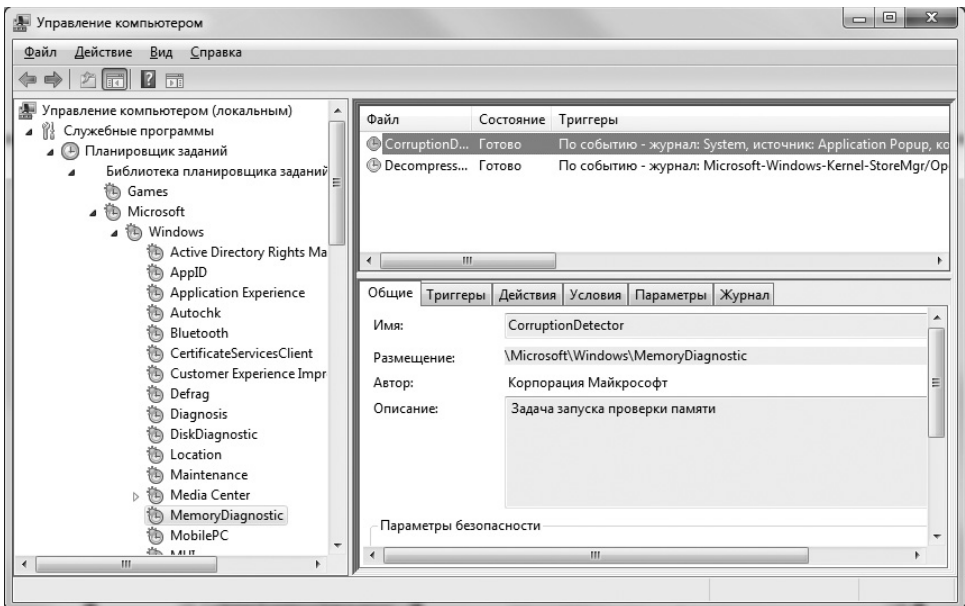 Управление компьютером
Файл Действие Вид Справка
Управление компьютером (локальным)
Служебные программы
Планировщик заданий
Библиотека планировщика заданий
Games
Microsoft
Windows
Active Directory Rights Ma
AppID
Application Experience
Autochk
Bluetooth
CertificateServicesClient
Customer Experience Impr
Defrag
Diagnosis
DiskDiagnostic
Location
Maintenance
Media Center
MemoryDiagnostic
MobilePC
Файл Состояние Триггеры
CorruptionD... Готово По событию - журнал: System, источник: Application Popup, ко
Decompress... Готово По событию - журнал: Microsoft-Windows-Kernel-StoreMgr/Op
Общие Триггеры Действия Условия Параметры Журнал
Имя: CorruptionDetector
Размещение: \Microsoft\Windows\MemoryDiagnostic
Автор: Корпорация Майкрософт
Описание: Задача запуска проверки памяти
Параметры безопасности